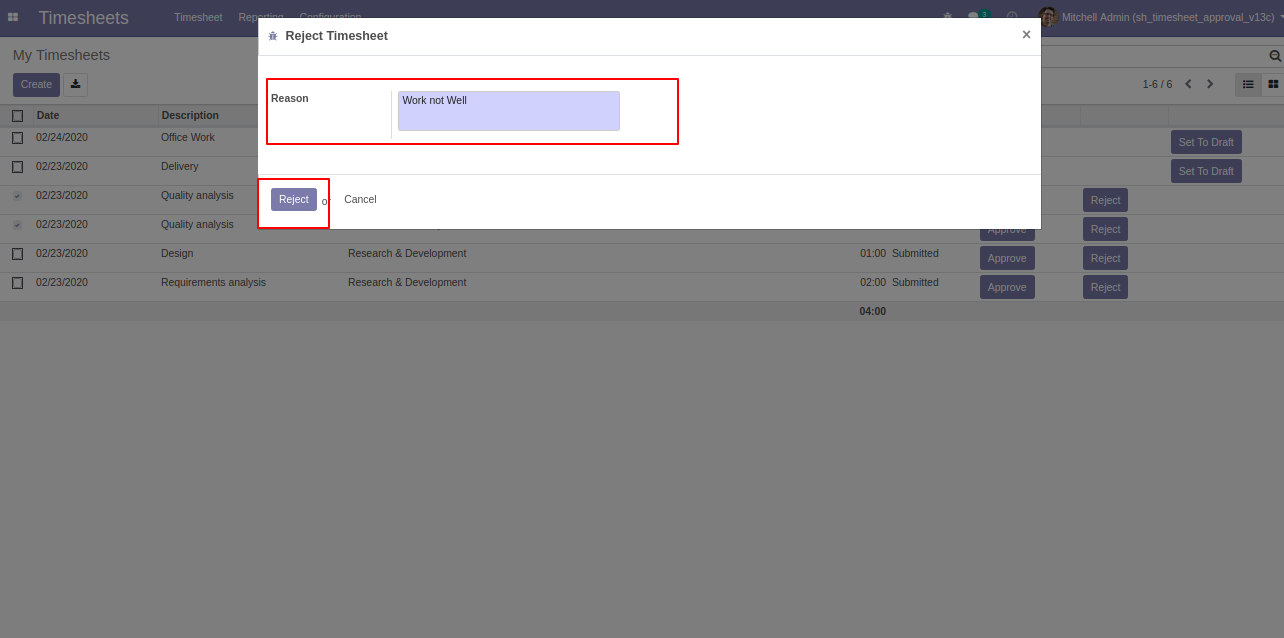 Timesheets Timesheet Reporting Configuration 3 Mitchell Admin (sh_timesheet_approval_v13c)
Reject Timesheet ×
My Timesheets
Create 1-6 / 6
Reason Work not Well
Date Description
02/24/2020 Office Work Set To Draft
02/23/2020 Delivery Set To Draft
02/23/2020 Quality analysis Reject
Reject or Cancel
02/23/2020 Quality analysis Approve Reject
02/23/2020 Design Research & Development 01:00 Submitted Approve Reject
02/23/2020 Requirements analysis Research & Development 02:00 Submitted Approve Reject
04:00